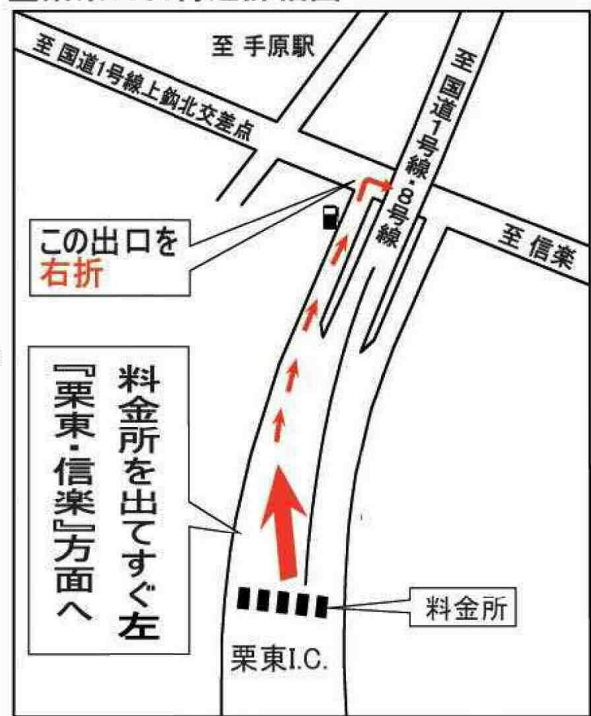 至 手原駅
至 国道1号線上鈎北交差点
至 国道1号線・8号線
至 信楽
この出口を
右折
料金所を出てすぐ左
『栗東・信楽』方面へ
料金所
栗東I.C.